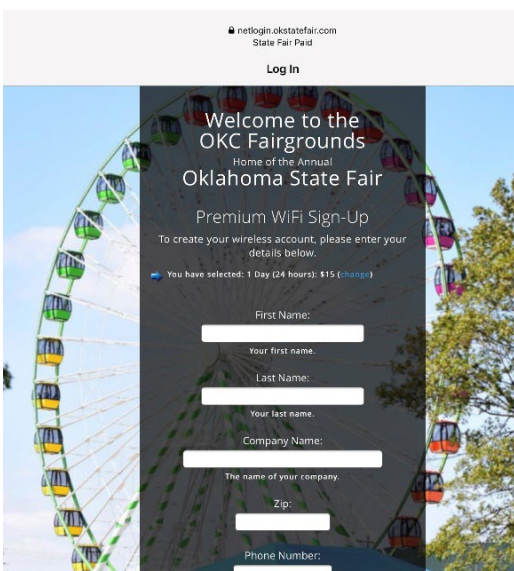 netlogin.okstatefair.com
State Fair Paid
Log In
Welcome to the
OKC Fairgrounds
Home of the Annual
Oklahoma State Fair
Premium WiFi Sign-Up
To create your wireless account, please enter your
details below.
You have selected: 1 Day (24 hours): $15 (change)
First Name:
Your first name.
Last Name:
Your last name.
Company Name:
The name of your company.
Zip:
Phone Number: